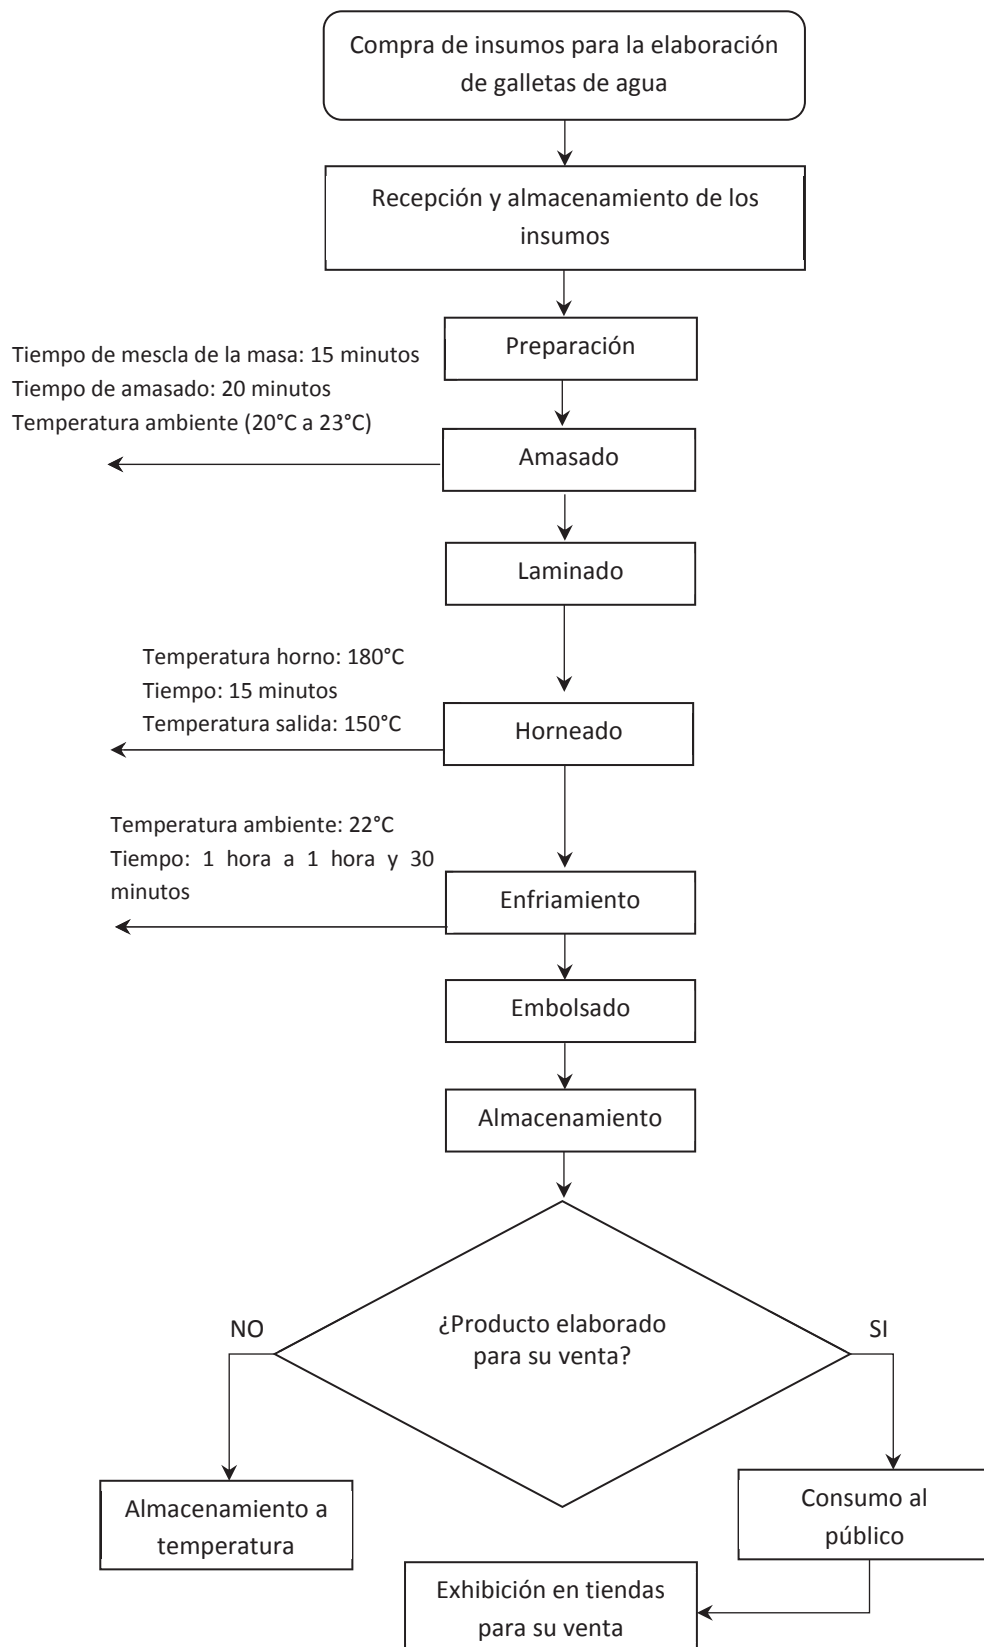 Compra de insumos para la elaboración
de galletas de agua
Recepción y almacenamiento de los
insumos
Preparación
Tiempo de mescla de la masa: 15 minutos
Tiempo de amasado: 20 minutos
Temperatura ambiente (20°C a 23°C)
Amasado
Laminado
Temperatura horno: 180°C
Tiempo: 15 minutos
Temperatura salida: 150°C
Horneado
Temperatura ambiente: 22°C
Tiempo: 1 hora a 1 hora y 30
minutos
Enfriamiento
Embolsado
Almacenamiento
¿Producto elaborado
para su venta?
NO
SI
Almacenamiento a
temperatura
Consumo al
público
Exhibición en tiendas
para su venta